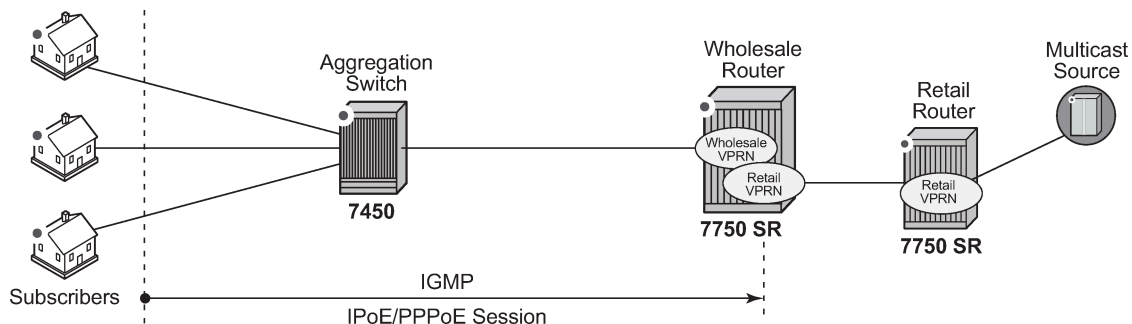 Subscribers
Aggregation
Switch
7450
Wholesale
Router
Wholesale
VPRN
Retail
VPRN
7750 SR
Retail
Router
Retail
VPRN
7750 SR
Multicast
Source
IGMP
IPoE/PPPoE Session